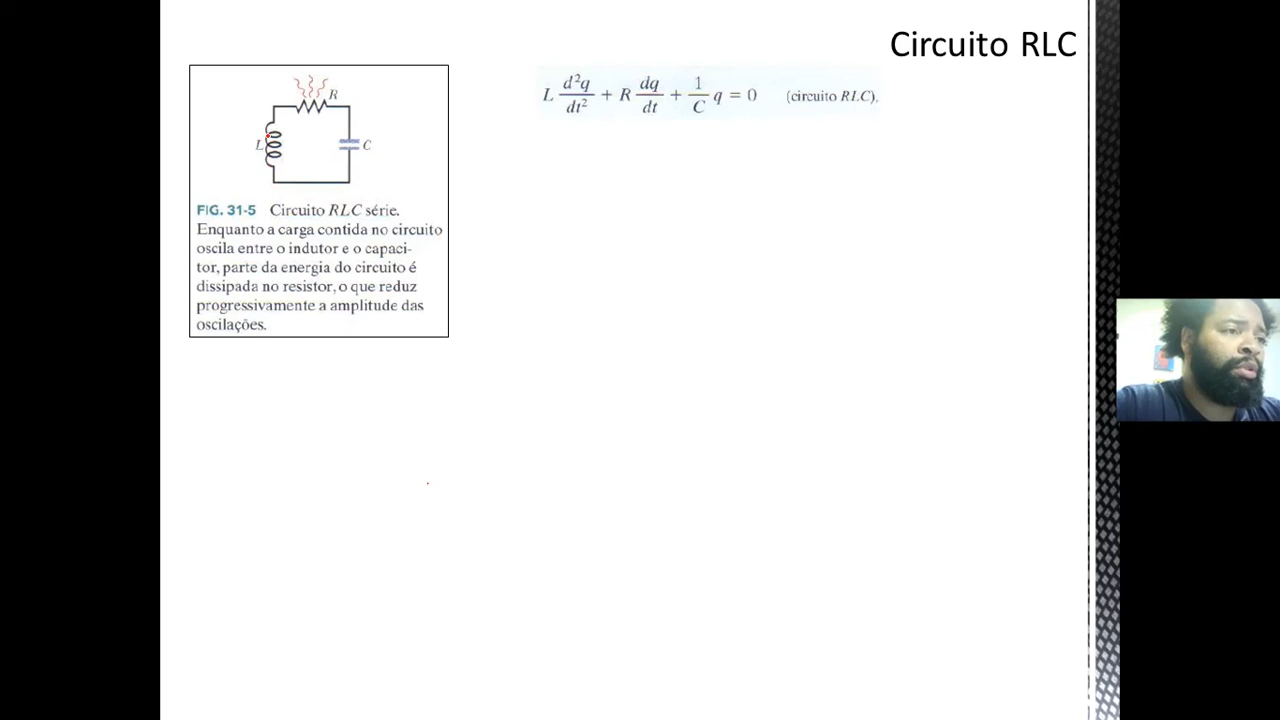 Circuito RLC
L d²q/dt² + R dq/dt + 1/C q = 0 (circuito RLC),
R
L
C
FIG. 31-5 Circuito RLC série.
Enquanto a carga contida no circuito
oscila entre o indutor e o capaci-
tor, parte da energia do circuito é
dissipada no resistor, o que reduz
progressivamente a amplitude das
oscilações.